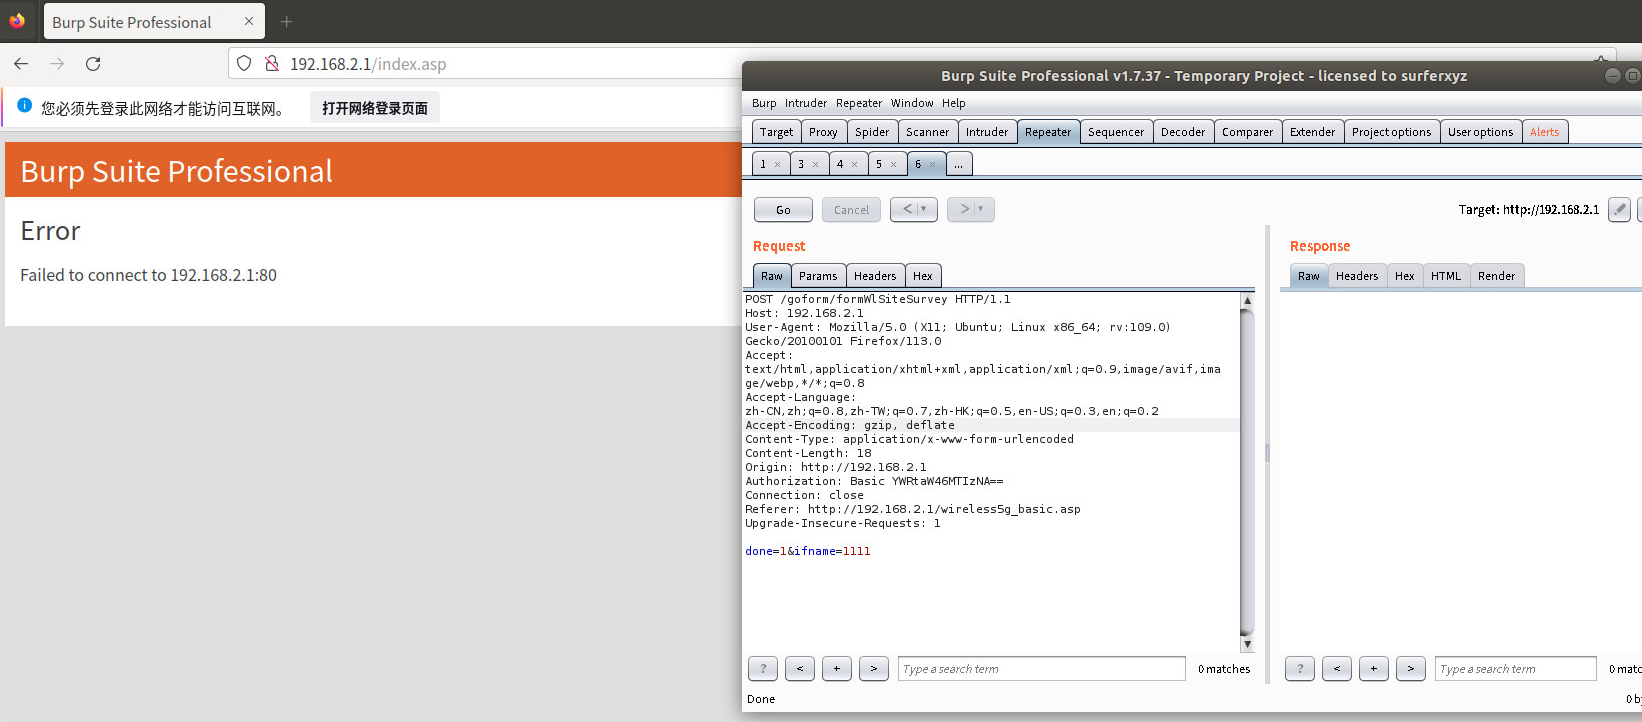 Burp Suite Professional
192.168.2.1/index.asp
您必须先登录此网络才能访问互联网。 打开网络登录页面
Burp Suite Professional
Error
Failed to connect to 192.168.2.1:80
Burp Suite Professional v1.7.37 - Temporary Project - licensed to surferxyz
Burp Intruder Repeater Window Help
Target Proxy Spider Scanner Intruder Repeater Sequencer Decoder Comparer Extender Project options User options Alerts
1 × 3 × 4 × 5 × 6 × ...
Go Cancel < > Target: http://192.168.2.1
Request
Raw Params Headers Hex
POST /goform/formWlSiteSurvey HTTP/1.1
Host: 192.168.2.1
User-Agent: Mozilla/5.0 (X11; Ubuntu; Linux x86_64; rv:109.0)
Gecko/20100101 Firefox/113.0
Accept:
text/html,application/xhtml+xml,application/xml;q=0.9,image/avif,ima
ge/webp,*/*;q=0.8
Accept-Language:
zh-CN,zh;q=0.8,zh-TW;q=0.7,zh-HK;q=0.5,en-US;q=0.3,en;q=0.2
Accept-Encoding: gzip, deflate
Content-Type: application/x-www-form-urlencoded
Content-Length: 18
Origin: http://192.168.2.1
Authorization: Basic YWRtaW46MTIzNA==
Connection: close
Referer: http://192.168.2.1/wireless5g_basic.asp
Upgrade-Insecure-Requests: 1
done=1&ifname=1111
? < + > Type a search term 0 matches
Done
Response
Raw Headers Hex HTML Render
? < + > Type a search term 0 matc
0 b